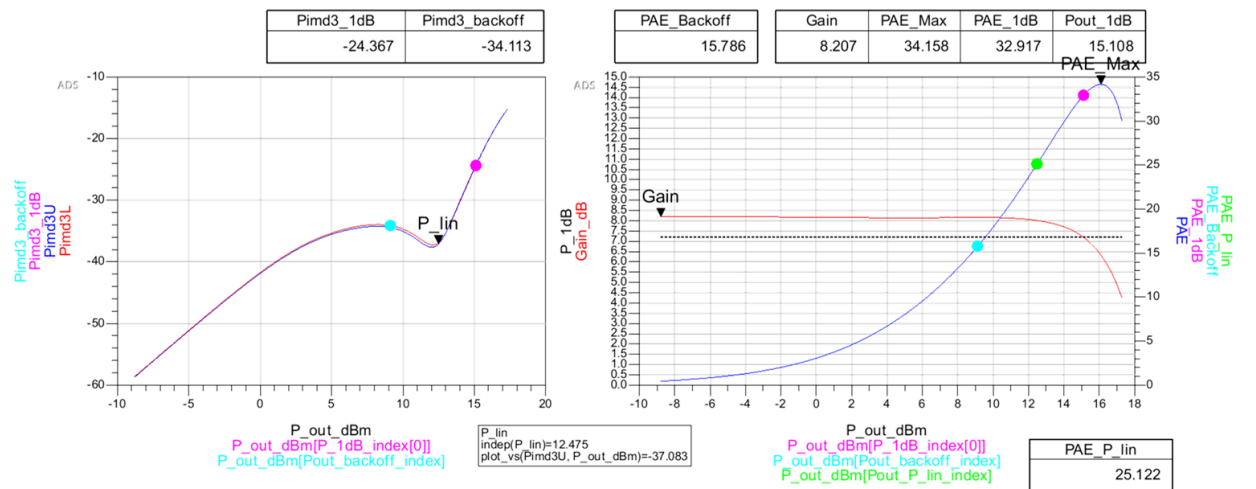 Pimd3_1dB Pimd3_backoff
-24.367 -34.113
PAE_Backoff
15.786
Gain PAE_Max PAE_1dB Pout_1dB
8.207 34.158 32.917 15.108
ADS
-10
-20
-30
-40
-50
-60
-10 -5 0 5 10 15 20
P_lin
Pimd3_backoff
Pimd3_1dB
Pimd3U
Pimd3L
P_out_dBm
P_out_dBm[P_1dB_index[0]]
P_out_dBm[Pout_backoff_index]
P_lin
indep(P_lin)=12.475
plot_vs(Pimd3U, P_out_dBm)=-37.083
ADS
PAE_Max
Gain
15.0
14.5
14.0
13.5
13.0
12.5
12.0
11.5
11.0
10.5
10.0
9.5
9.0
8.5
8.0
7.5
7.0
6.5
6.0
5.5
5.0
4.5
4.0
3.5
3.0
2.5
2.0
1.5
1.0
0.5
0.0
-10 -8 -6 -4 -2 0 2 4 6 8 10 12 14 16 18
35
30
25
20
15
10
5
0
P_1dB
Gain_dB
PAE_P_lin
PAE_Backoff
PAE_1dB
PAE
P_out_dBm
P_out_dBm[P_1dB_index[0]]
P_out_dBm[Pout_backoff_index]
P_out_dBm[Pout_P_lin_index]
PAE_P_lin
25.122